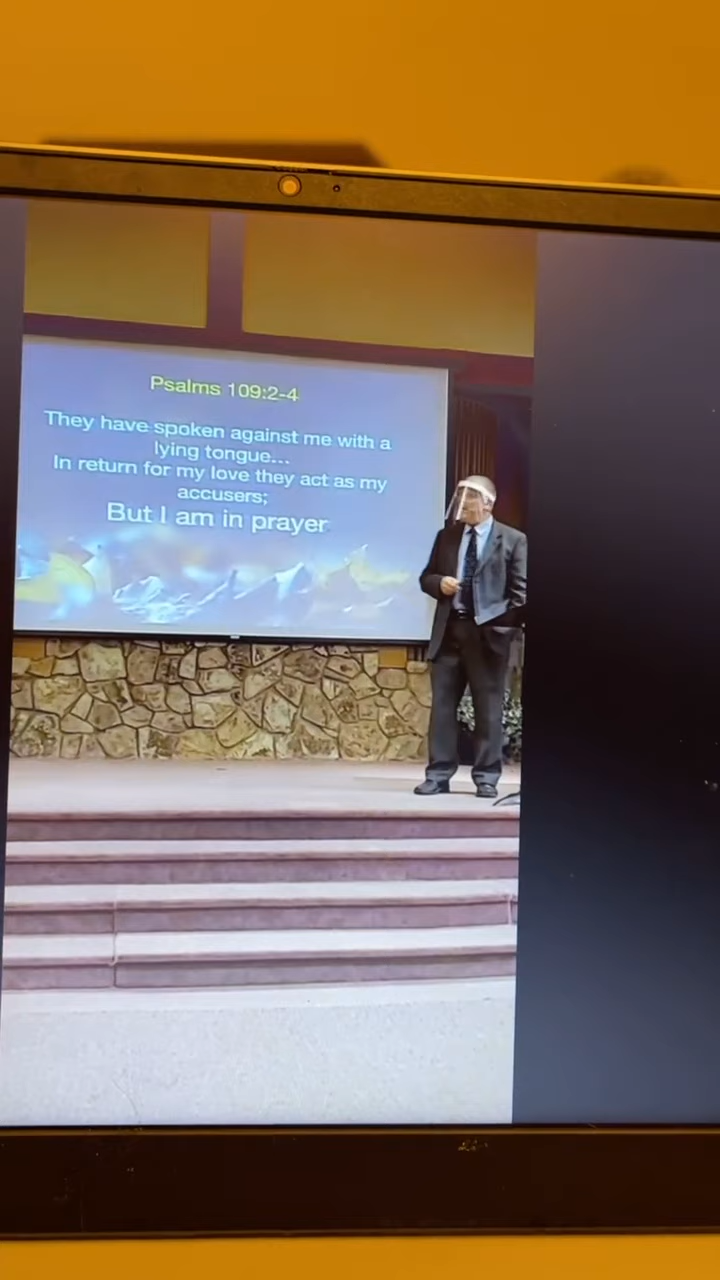 Psalms 109:2-4
They have spoken against me with a
lying tongue...
In return for my love they act as my
accusers;
But I am in prayer